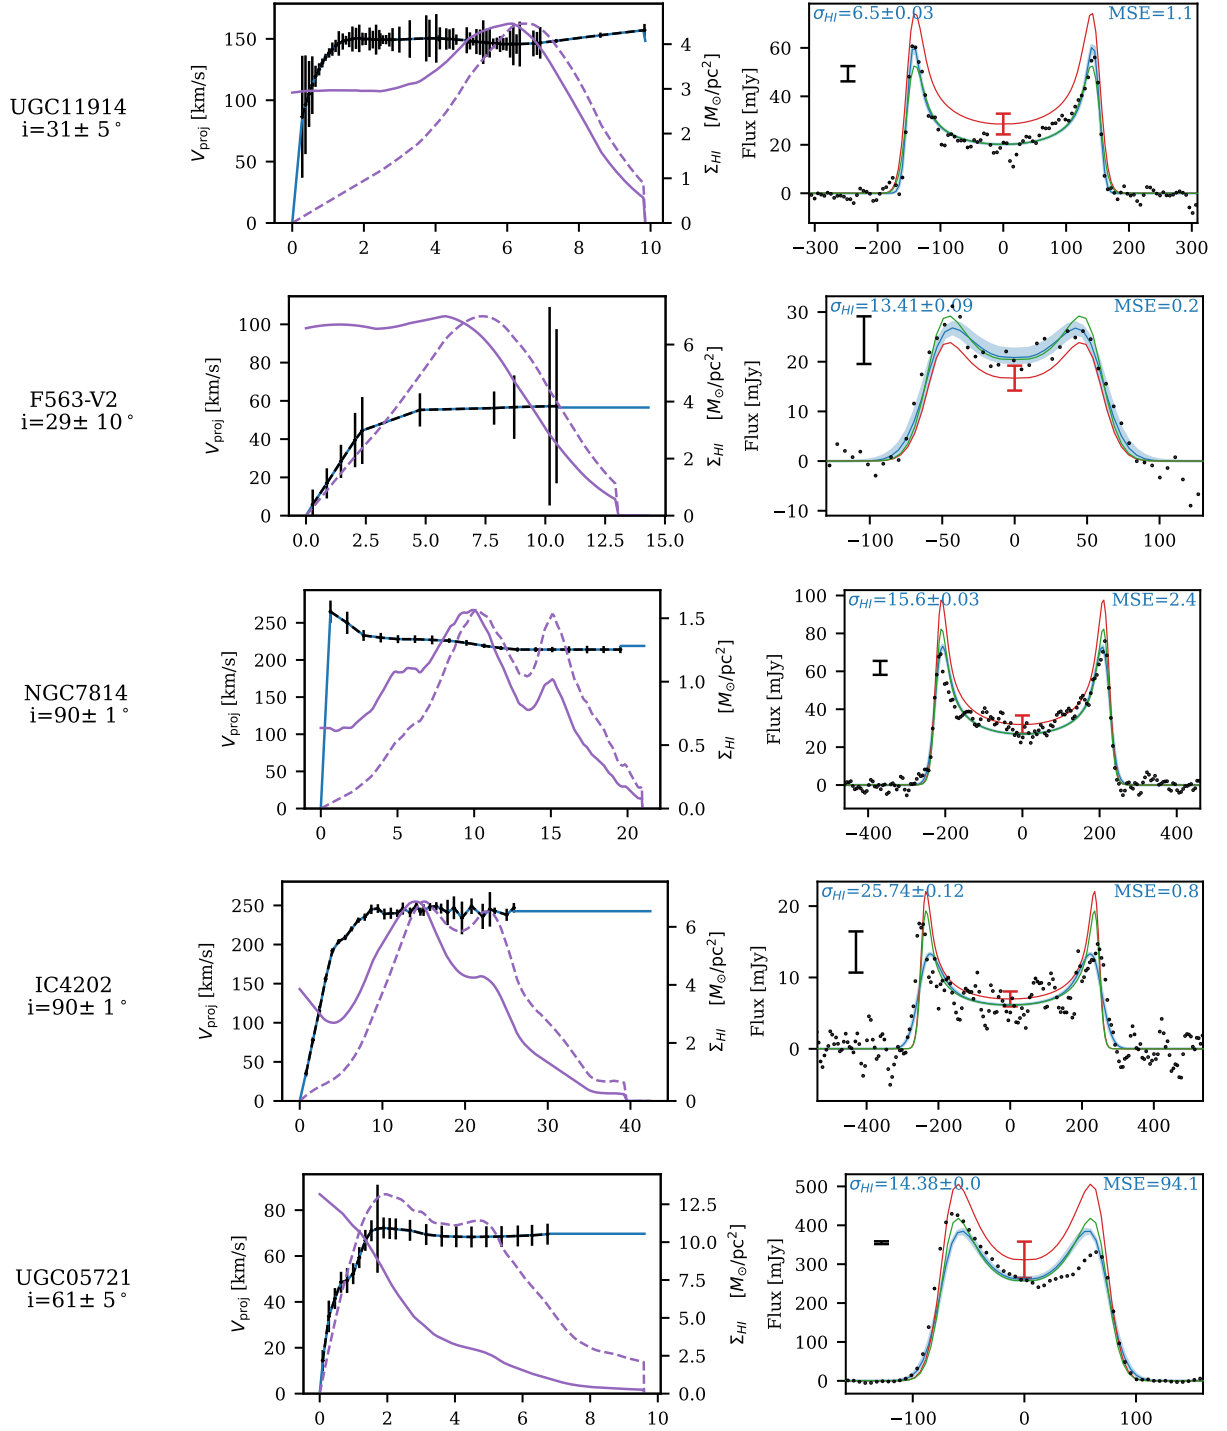 UGC11914
i=31± 5°
V_proj [km/s]
150
100
50
0
0 2 4 6 8 10
4
3
2
1
0
Σ_HI [M_⊙/pc²]
σ_HI=6.5±0.03 MSE=1.1
Flux [mJy]
60
40
20
0
−300 −200 −100 0 100 200 300
F563-V2
i=29± 10°
V_proj [km/s]
100
80
60
40
20
0
0.0 2.5 5.0 7.5 10.0 12.5 15.0
6
4
2
0
Σ_HI [M_⊙/pc²]
σ_HI=13.41±0.09 MSE=0.2
Flux [mJy]
30
20
10
0
−10
−100 −50 0 50 100
NGC7814
i=90± 1°
V_proj [km/s]
250
200
150
100
50
0
0 5 10 15 20
1.5
1.0
0.5
0.0
Σ_HI [M_⊙/pc²]
σ_HI=15.6±0.03 MSE=2.4
Flux [mJy]
100
80
60
40
20
0
−400 −200 0 200 400
IC4202
i=90± 1°
V_proj [km/s]
250
200
150
100
50
0
0 10 20 30 40
6
4
2
0
Σ_HI [M_⊙/pc²]
σ_HI=25.74±0.12 MSE=0.8
Flux [mJy]
20
10
0
−400 −200 0 200 400
UGC05721
i=61± 5°
V_proj [km/s]
80
60
40
20
0
0 2 4 6 8 10
12.5
10.0
7.5
5.0
2.5
0.0
Σ_HI [M_⊙/pc²]
σ_HI=14.38±0.0 MSE=94.1
Flux [mJy]
500
400
300
200
100
0
−100 0 100